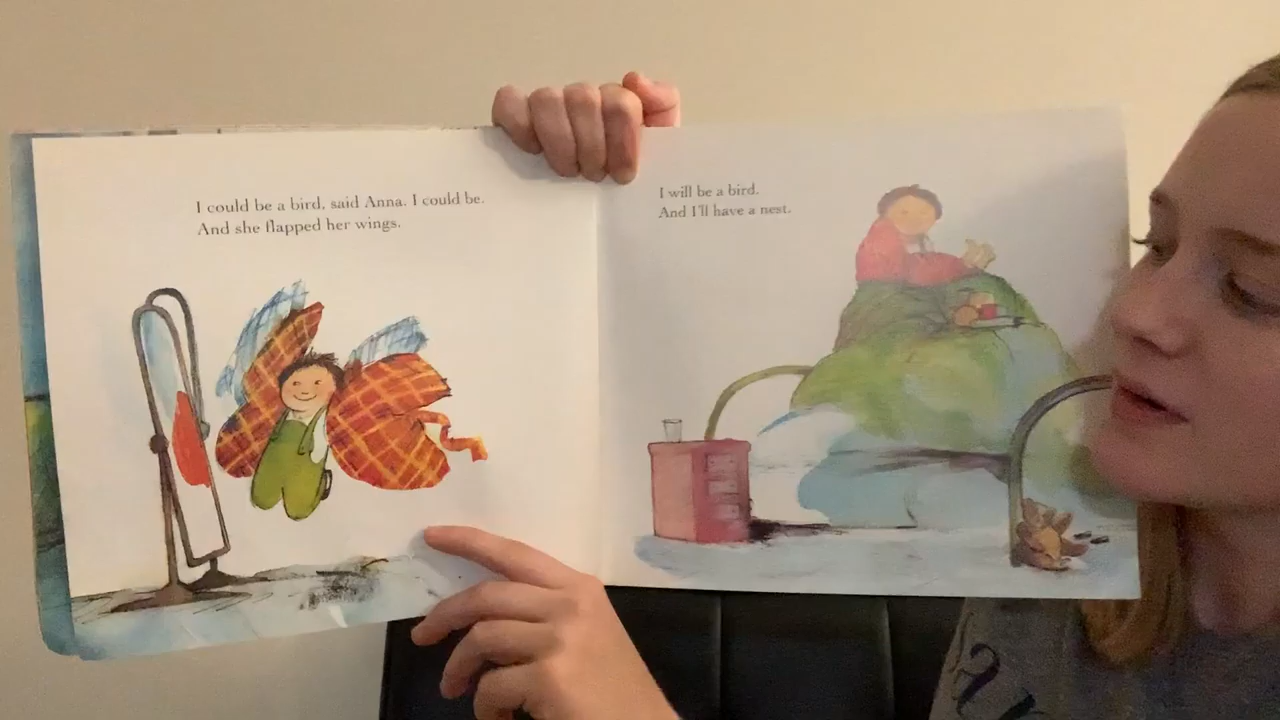 I could be a bird, said Anna. I could be.
And she flapped her wings.
I will be a bird.
And I'll have a nest.